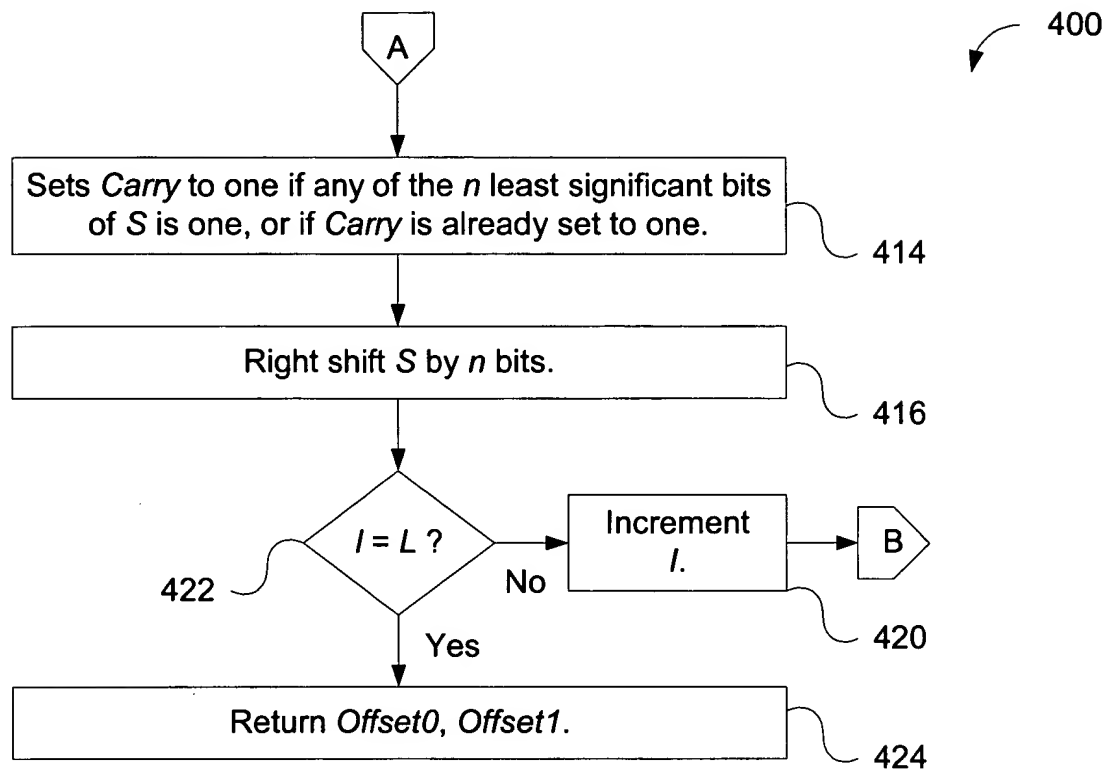 400
A
Sets Carry to one if any of the n least significant bits
of S is one, or if Carry is already set to one.
414
Right shift S by n bits.
416
I = L ?
422
No
Increment
I.
420
B
Yes
Return Offset0, Offset1.
424